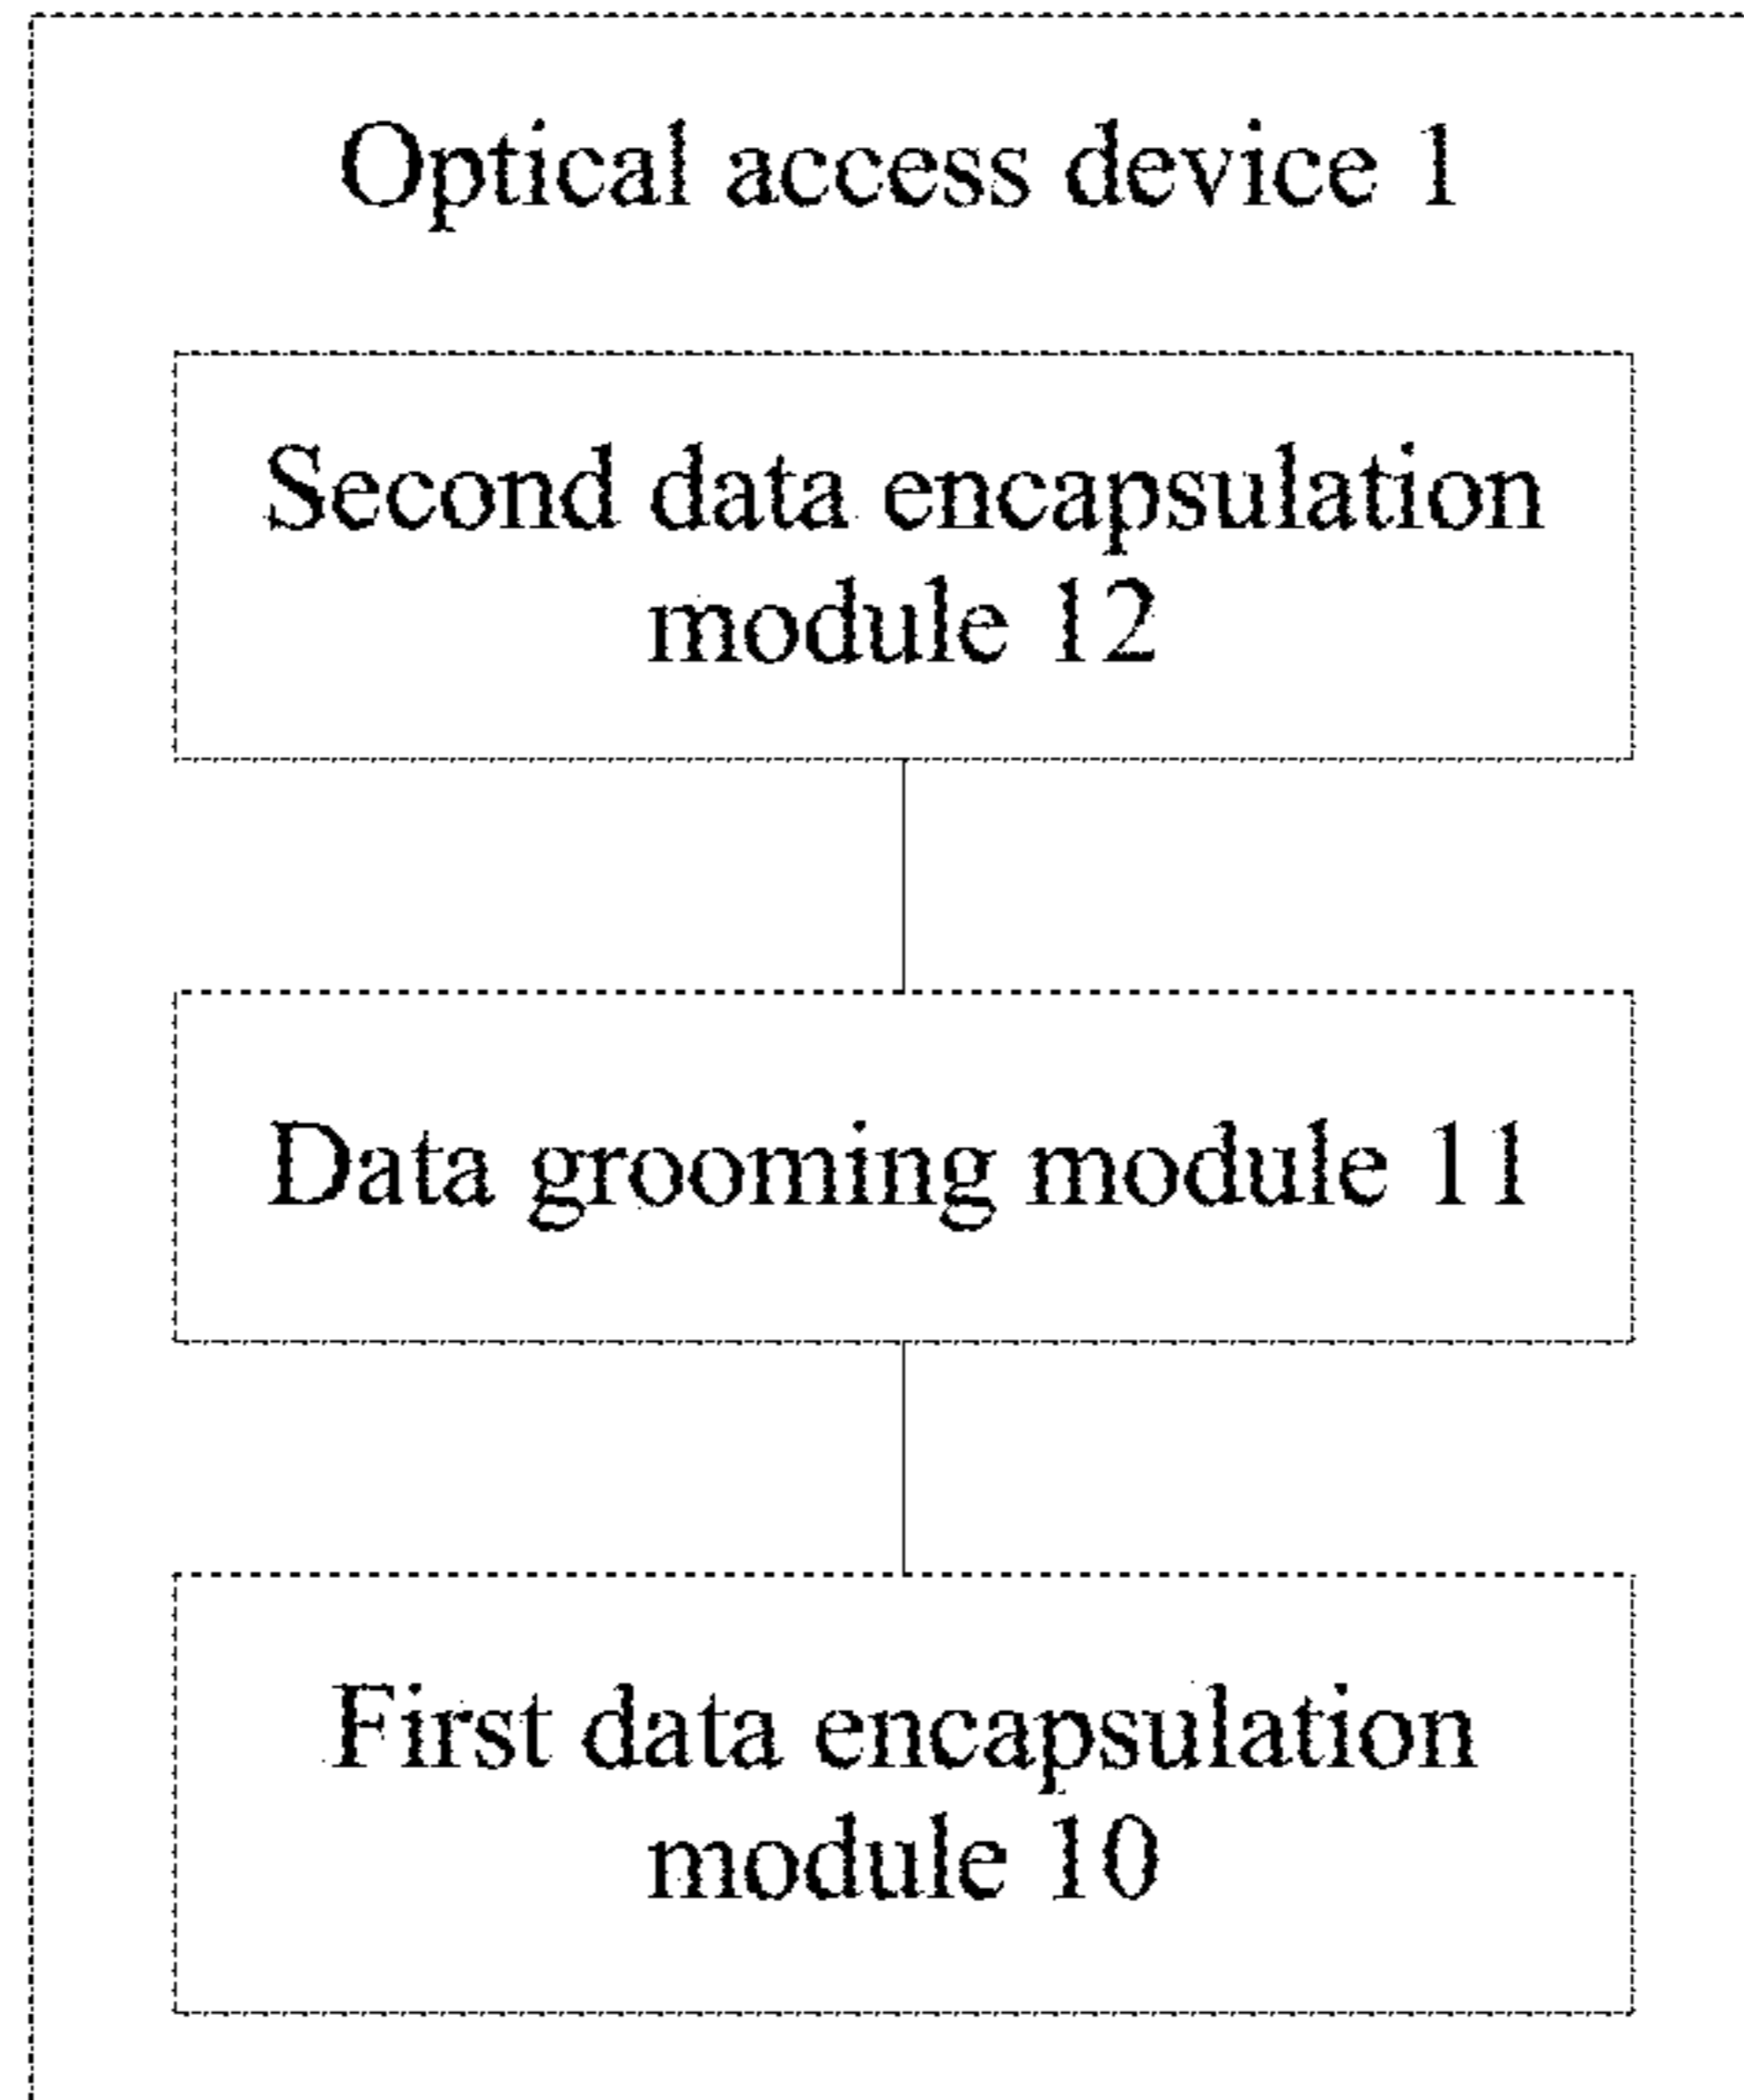 Optical access device 1
Second data encapsulation
module 12
Data grooming module 11
First data encapsulation
module 10